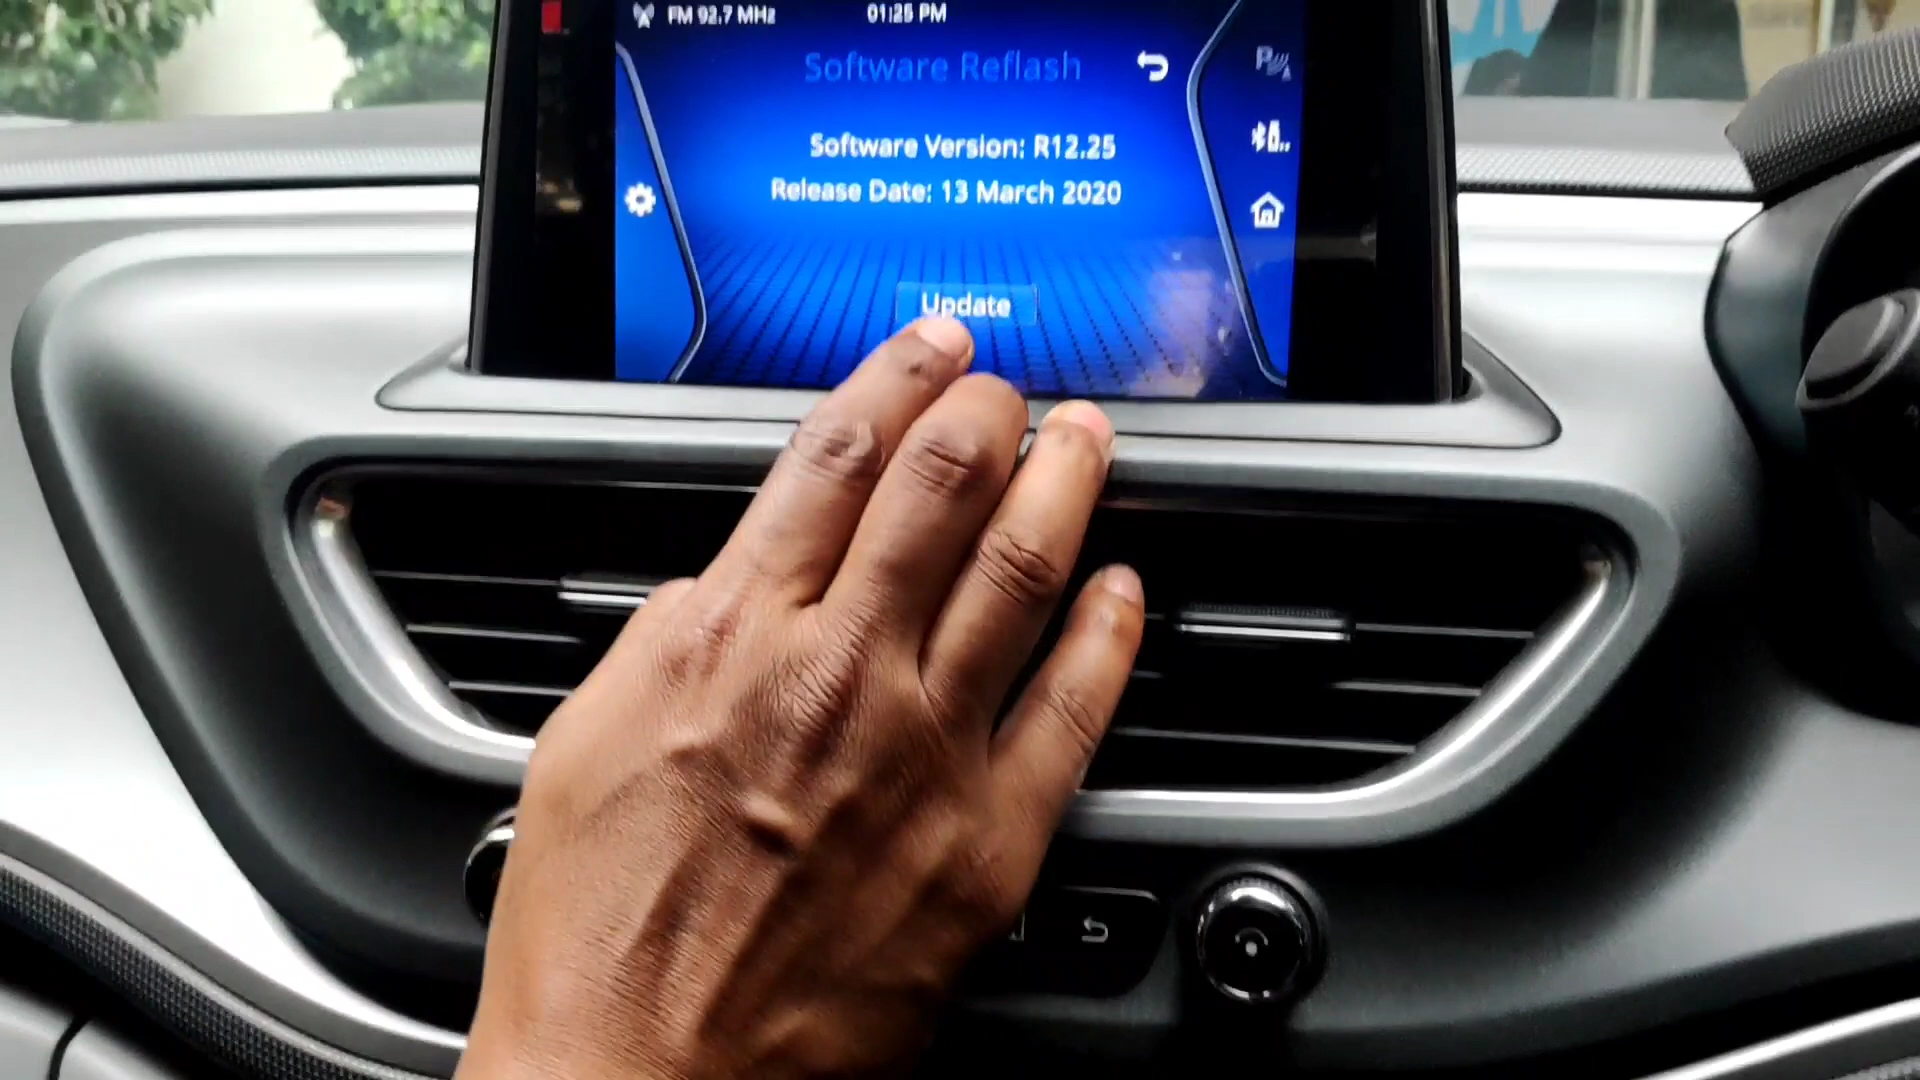 FM 92.7 MHz
01:25 PM
Software Reflash
Software Version: R12.25
Release Date: 13 March 2020
Update